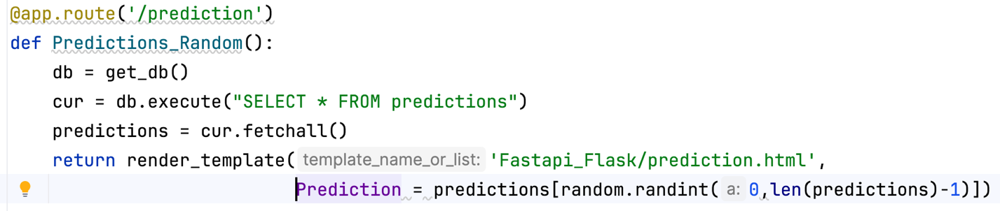 @app.route('/prediction')
def Predictions_Random():
    db = get_db()
    cur = db.execute("SELECT * FROM predictions")
    predictions = cur.fetchall()
    return render_template( template_name_or_list: 'Fastapi_Flask/prediction.html',
                           Prediction = predictions[random.randint( a: 0,len(predictions)-1)])